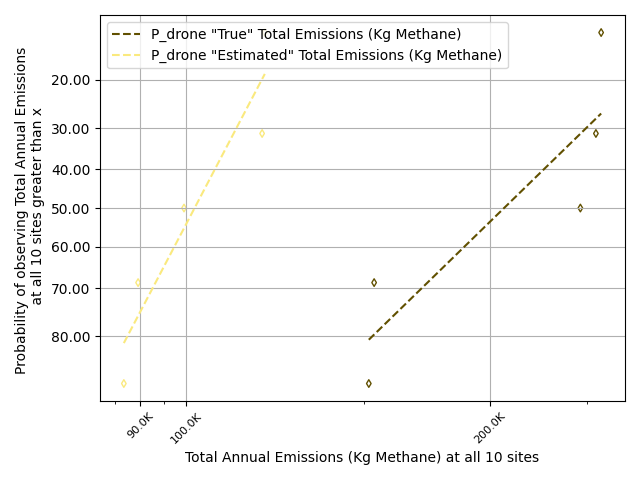 P_drone "True" Total Emissions (Kg Methane)
P_drone "Estimated" Total Emissions (Kg Methane)
Probability of observing Total Annual Emissions
at all 10 sites greater than x
20.00
30.00
40.00
50.00
60.00
70.00
80.00
90.0K
100.0K
200.0K
Total Annual Emissions (Kg Methane) at all 10 sites